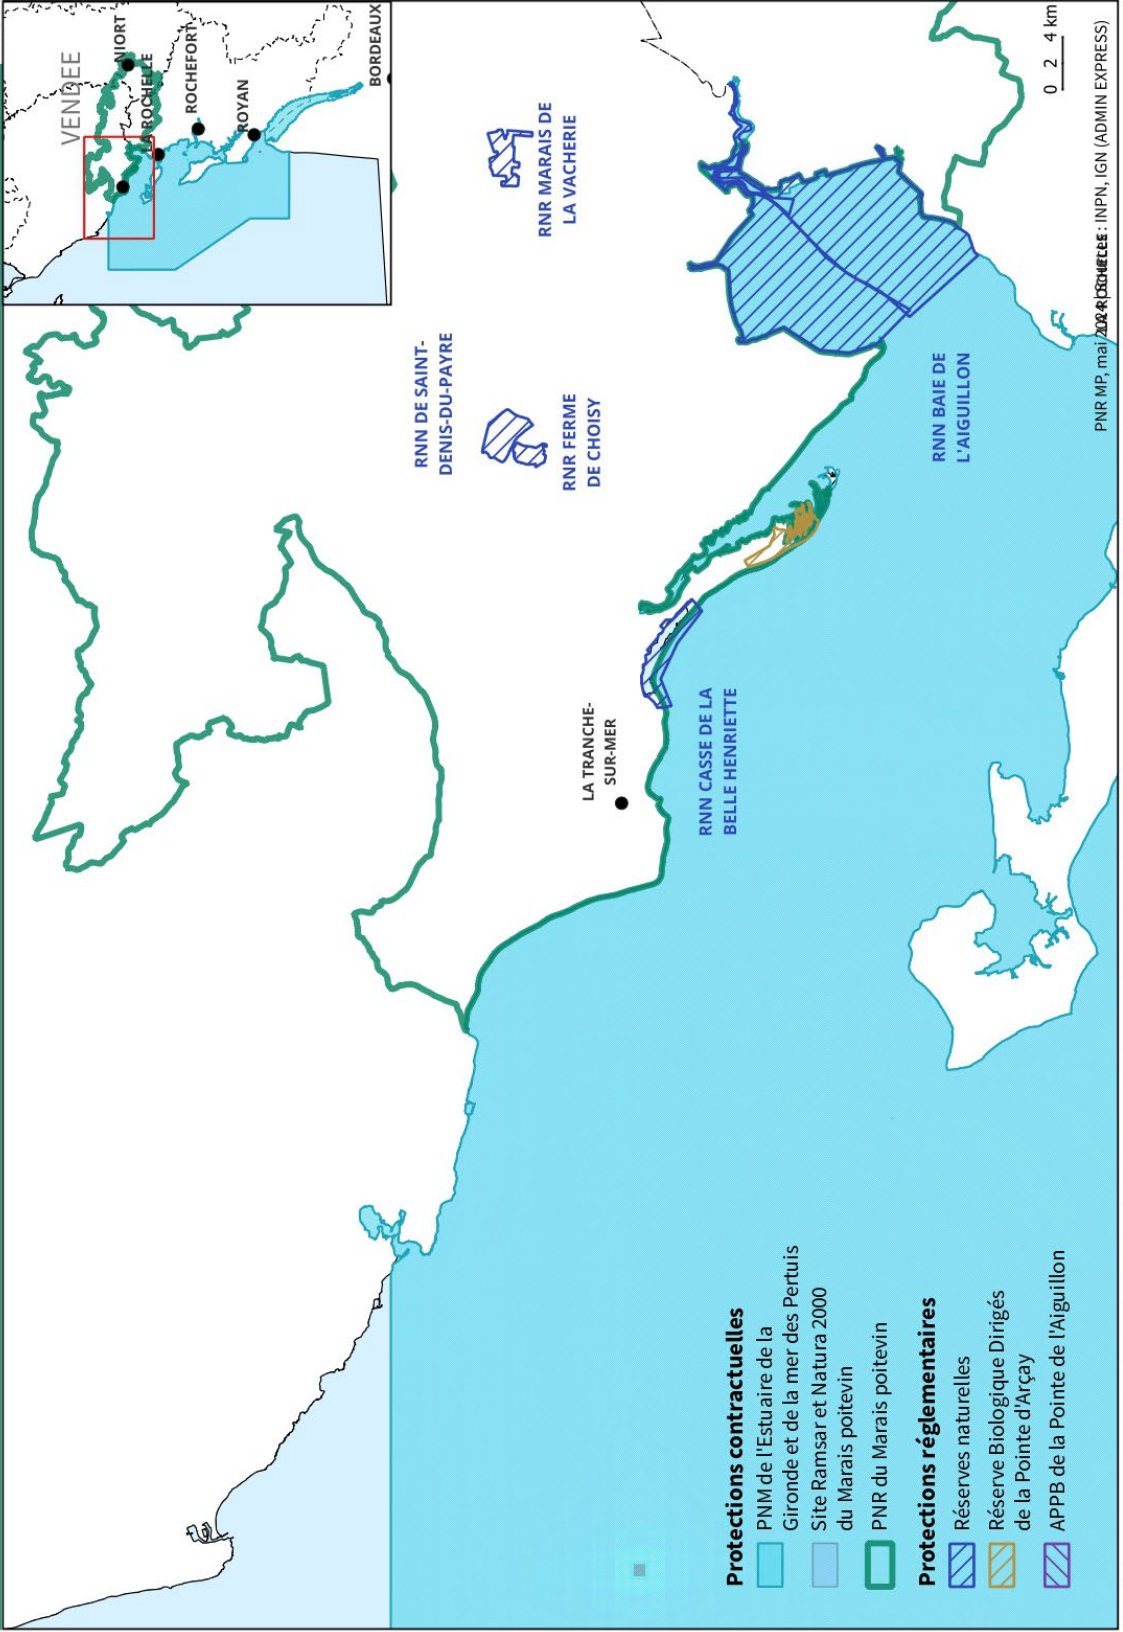 VENDEE
NIORT
LA ROCHELLE
ROCHEFORT
ROYAN
BORDEAUX
RNR MARAIS DE
LA VACHERIE
RNN DE SAINT-
DENIS-DU-PAYRE
RNR FERME
DE CHOISY
LA TRANCHE-
SUR-MER
RNN CASSE DE LA
BELLE HENRIETTE
RNN BAIE DE
L'AIGUILLON
Protections contractuelles
PNM de l'Estuaire de la
Gironde et de la mer des Pertuis
Site Ramsar et Natura 2000
du Marais poitevin
PNR du Marais poitevin
Protections réglementaires
Réserves naturelles
Réserve Biologique Dirigés
de la Pointe d'Arçay
APPB de la Pointe de l'Aiguillon
0 2 4 km
PNR MP, mai : INPN, IGN (ADMIN EXPRESS)